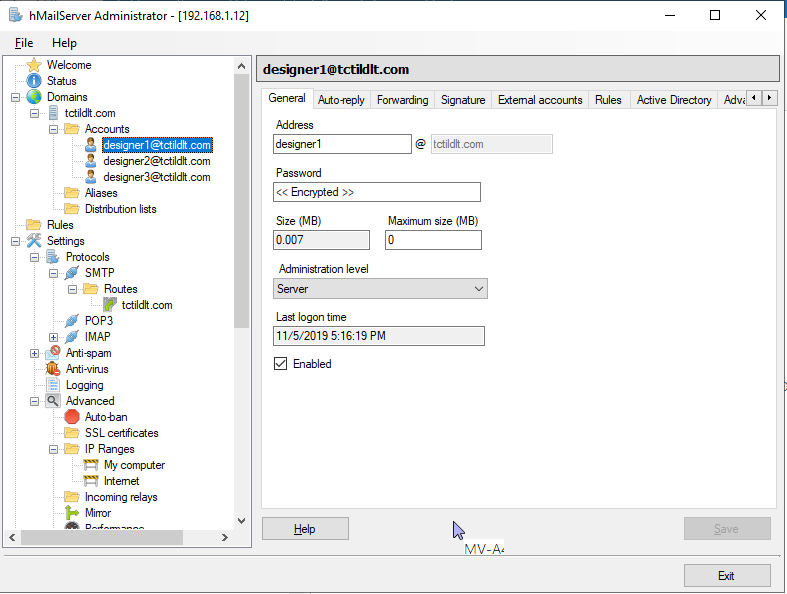 hMailServer Administrator - [192.168.1.12]
File Help
Welcome
Status
Domains
tctildlt.com
Accounts
designer1@tctildlt.com
designer2@tctildlt.com
designer3@tctildlt.com
Aliases
Distribution lists
Rules
Settings
Protocols
SMTP
Routes
tctildlt.com
POP3
IMAP
Anti-spam
Anti-virus
Logging
Advanced
Auto-ban
SSL certificates
IP Ranges
My computer
Internet
Incoming relays
Mirror
Performance
designer1@tctildlt.com
General Auto-reply Forwarding Signature External accounts Rules Active Directory Adva
Address
designer1 @ tctildlt.com
Password
<< Encrypted >>
Size (MB) Maximum size (MB)
0.007 0
Administration level
Server
Last logon time
11/5/2019 5:16:19 PM
Enabled
Help Save
MV-A
Exit